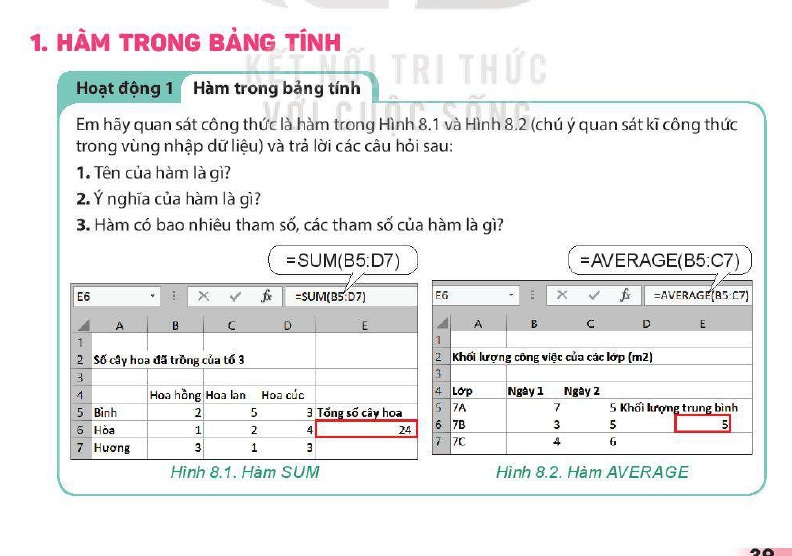 1. HÀM TRONG BẢNG TÍNH
KẾT NỐI TRI THỨC
VỚI CUỘC SỐNG
Hoạt động 1 Hàm trong bảng tính
Em hãy quan sát công thức là hàm trong Hình 8.1 và Hình 8.2 (chú ý quan sát kĩ công thức
trong vùng nhập dữ liệu) và trả lời các câu hỏi sau:
1. Tên của hàm là gì?
2. Ý nghĩa của hàm là gì?
3. Hàm có bao nhiêu tham số, các tham số của hàm là gì?
=SUM(B5:D7)
E6 fx =SUM(B5:D7)
A B C D E
1
2 Số cây hoa đã trồng của tổ 3
3
4 Hoa hồng Hoa lan Hoa cúc
5 Bình 2 5 3 Tổng số cây hoa
6 Hòa 1 2 4 24
7 Hương 3 1 3
Hình 8.1. Hàm SUM
=AVERAGE(B5:C7)
E6 fx =AVERAGE(B5:C7)
A B C D E
1
2 Khối lượng công việc của các lớp (m2)
3
4 Lớp Ngày 1 Ngày 2
5 7A 7 5 Khối lượng trung bình
6 7B 3 5 5
7 7C 4 6
Hình 8.2. Hàm AVERAGE
39